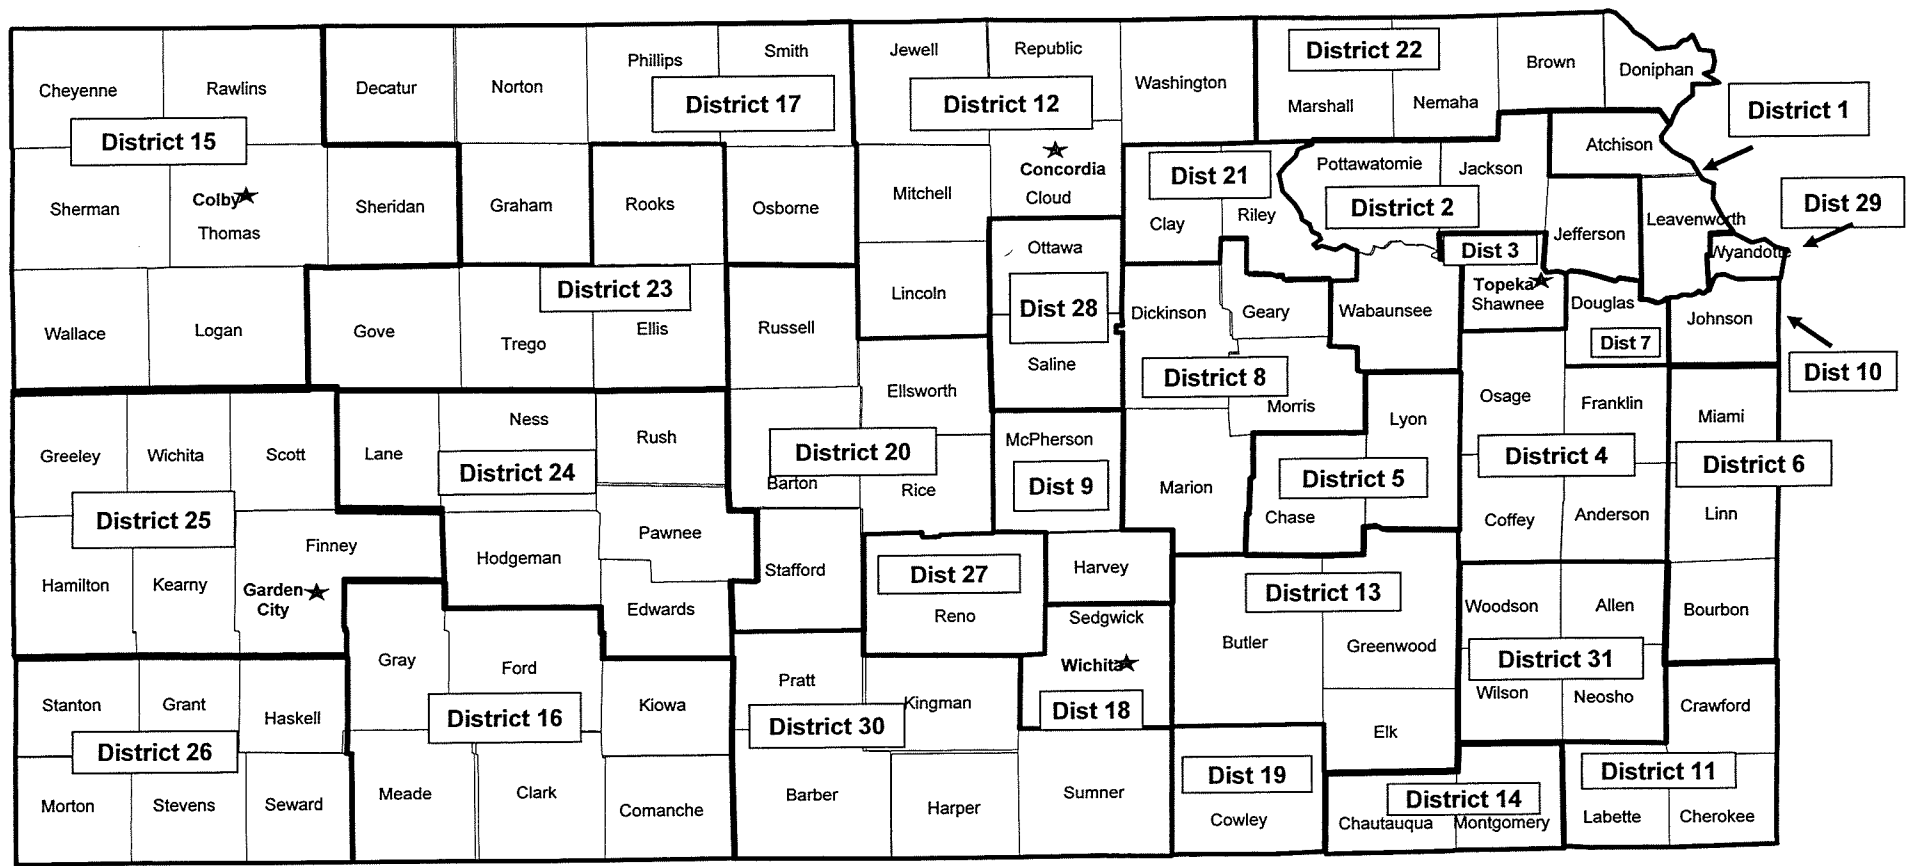 Cheyenne
Rawlins
Decatur
Norton
Phillips
Smith
Jewell
Republic
Washington
District 22
Marshall
Nemaha
Brown
Doniphan
District 17
District 12
District 1
District 15
Sherman
Colby
Thomas
Sheridan
Graham
Rooks
Osborne
Mitchell
Concordia
Cloud
Dist 21
Clay
Riley
Pottawatomie
District 2
Jackson
Atchison
Jefferson
Leavenworth
Dist 29
Wyandotte
Dist 3
Topeka
Shawnee
Douglas
Dist 7
Johnson
Dist 10
Wallace
Logan
Gove
Trego
District 23
Ellis
Russell
Lincoln
Ottawa
Dist 28
Saline
Dickinson
Geary
Wabaunsee
District 8
Morris
Lyon
Osage
Franklin
Miami
Greeley
Wichita
Scott
Lane
Ness
District 24
Rush
District 20
Barton
Ellsworth
Rice
McPherson
Dist 9
Marion
District 5
Chase
District 4
Coffey
Anderson
District 6
Linn
District 25
Finney
Hamilton
Kearny
Garden
City
Hodgeman
Pawnee
Edwards
Stafford
Dist 27
Reno
Harvey
Sedgwick
Wichita
Dist 18
District 13
Butler
Greenwood
Elk
Woodson
Allen
Bourbon
District 31
Wilson
Neosho
Crawford
Stanton
Grant
Haskell
District 26
Morton
Stevens
Seward
Gray
Ford
District 16
Kiowa
Meade
Clark
Comanche
Pratt
Kingman
District 30
Barber
Harper
Sumner
Dist 19
Cowley
District 14
Chautauqua
Montgomery
District 11
Labette
Cherokee